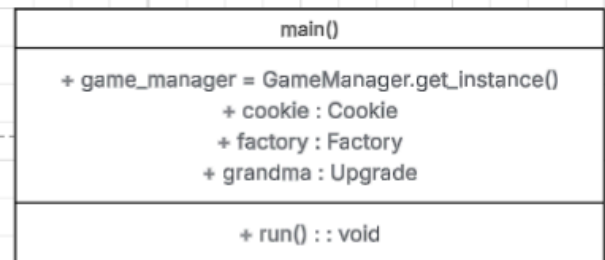 main()
+ game_manager = GameManager.get_instance()
+ cookie : Cookie
+ factory : Factory
+ grandma : Upgrade
+ run() : : void